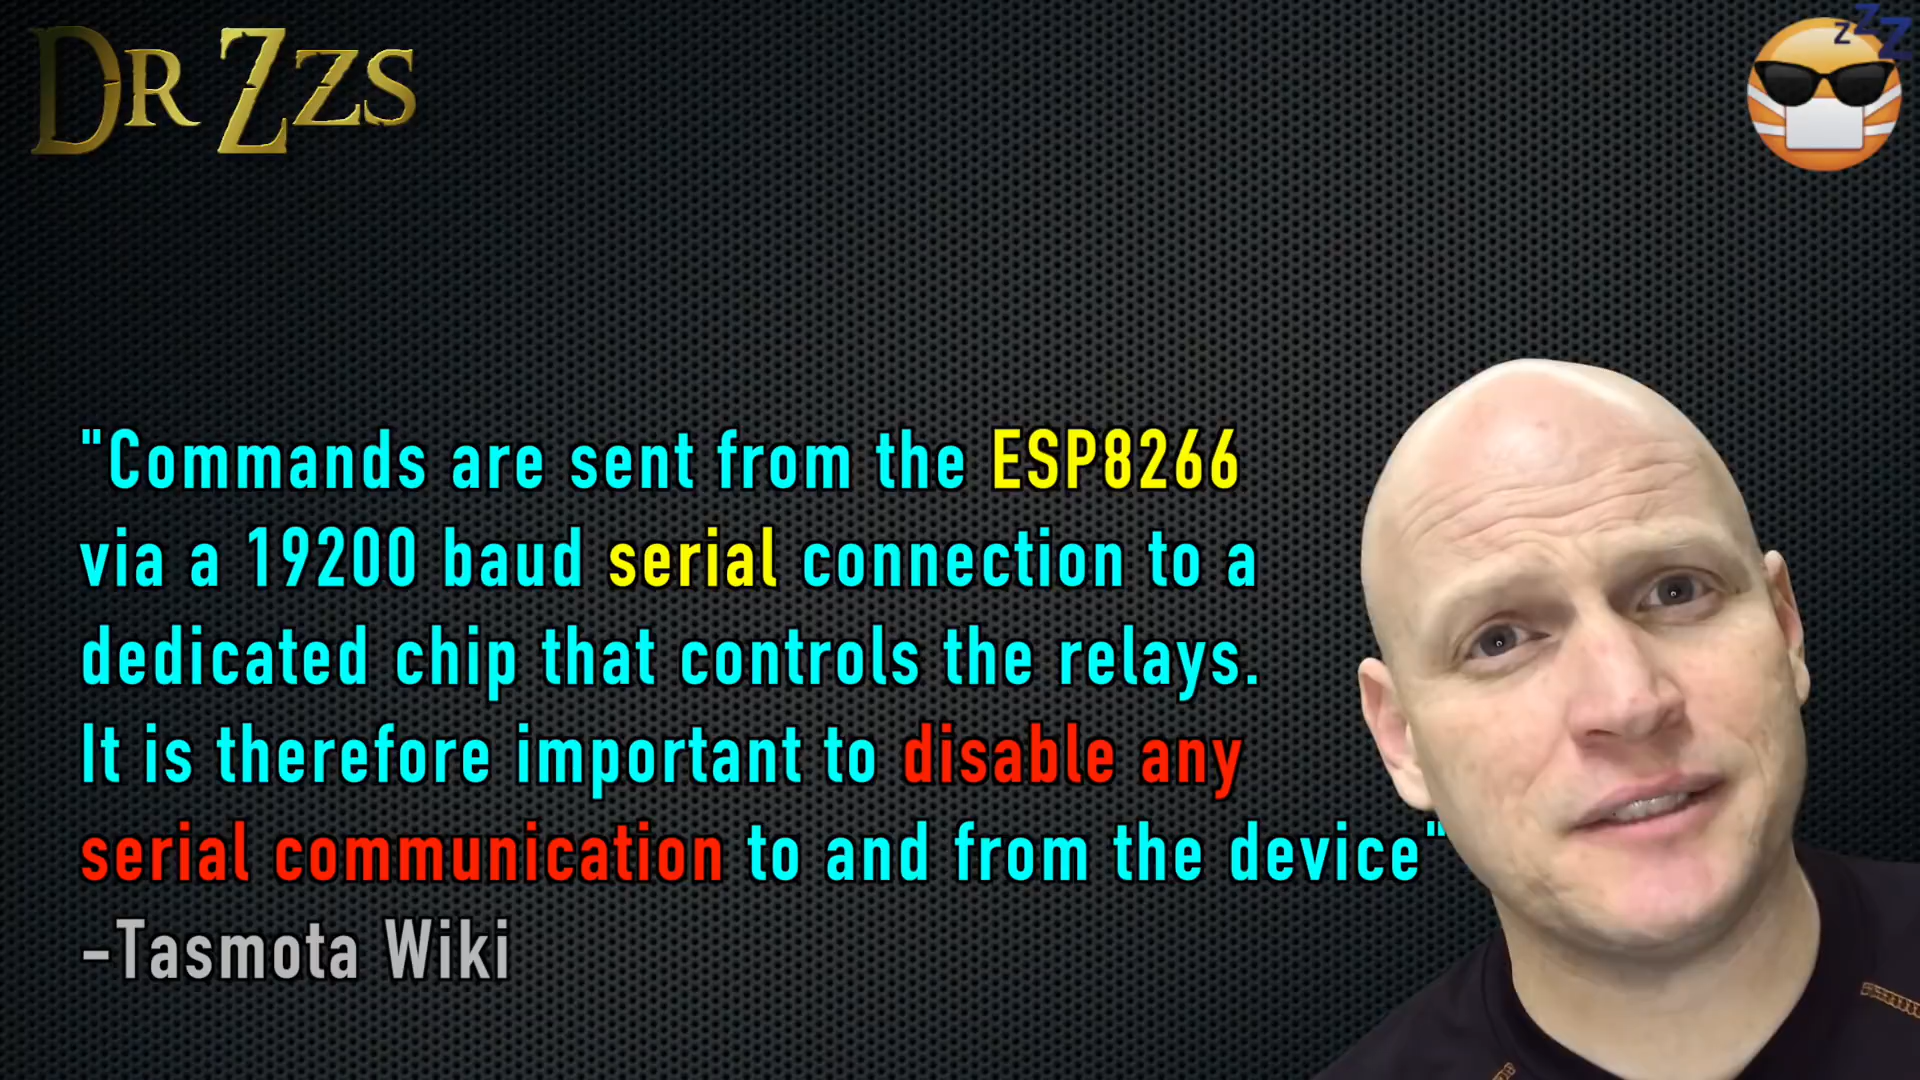 DR ZZS
z z Z
"Commands are sent from the ESP8266
via a 19200 baud serial connection to a
dedicated chip that controls the relays.
It is therefore important to disable any
serial communication to and from the device"
-Tasmota Wiki